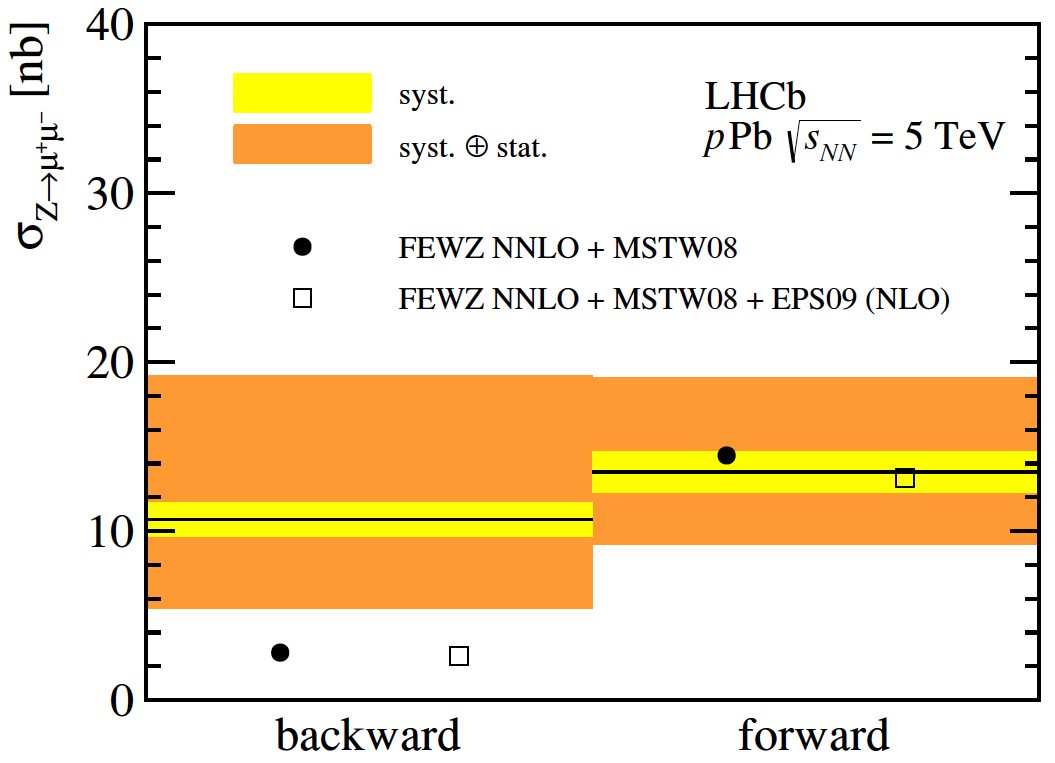 σZ→μ⁺μ⁻ [nb]
40
30
20
10
0
syst.
syst. ⊕ stat.
LHCb
pPb √sNN = 5 TeV
FEWZ NNLO + MSTW08
FEWZ NNLO + MSTW08 + EPS09 (NLO)
backward
forward